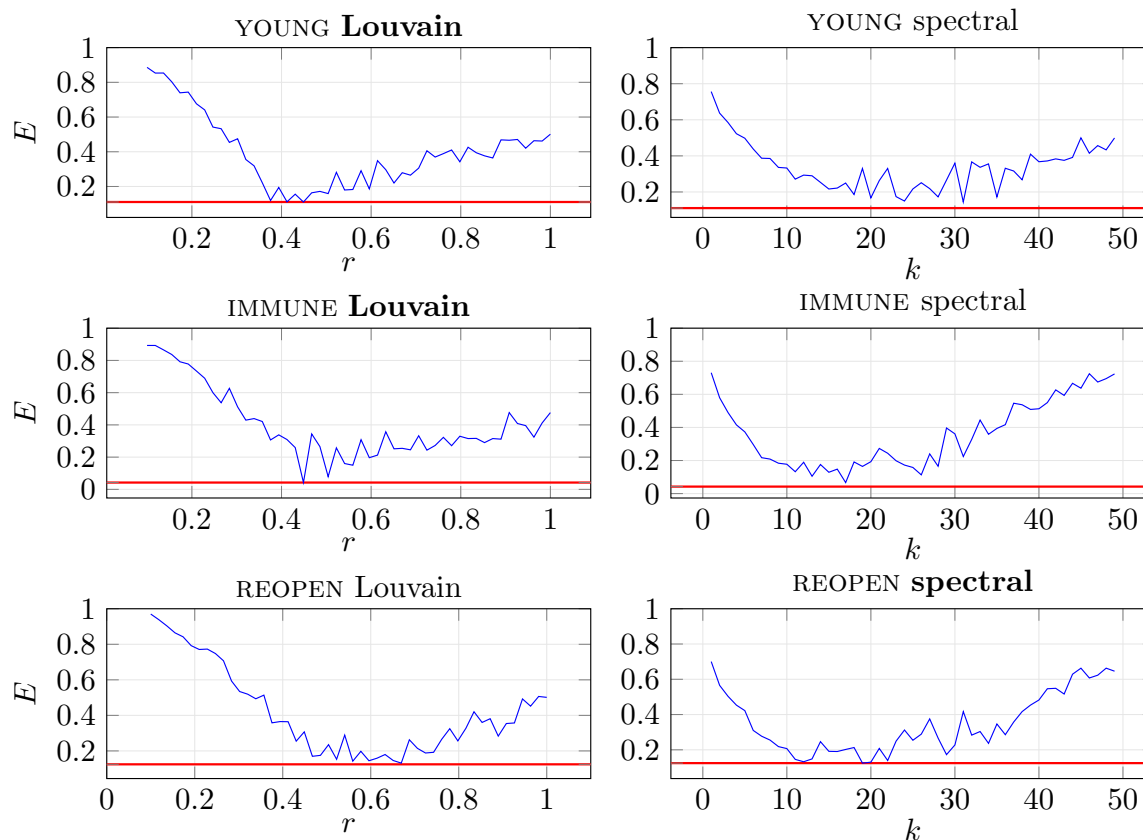 YOUNG Louvain
1
0.8
0.6
0.4
0.2
E
0.2 0.4 0.6 0.8 1
r
YOUNG spectral
1
0.8
0.6
0.4
0.2
0 10 20 30 40 50
k
IMMUNE Louvain
1
0.8
0.6
0.4
0.2
0
E
0.2 0.4 0.6 0.8 1
r
IMMUNE spectral
1
0.8
0.6
0.4
0.2
0
0 10 20 30 40 50
k
REOPEN Louvain
1
0.8
0.6
0.4
0.2
E
0 0.2 0.4 0.6 0.8 1
r
REOPEN spectral
1
0.8
0.6
0.4
0.2
0 10 20 30 40 50
k